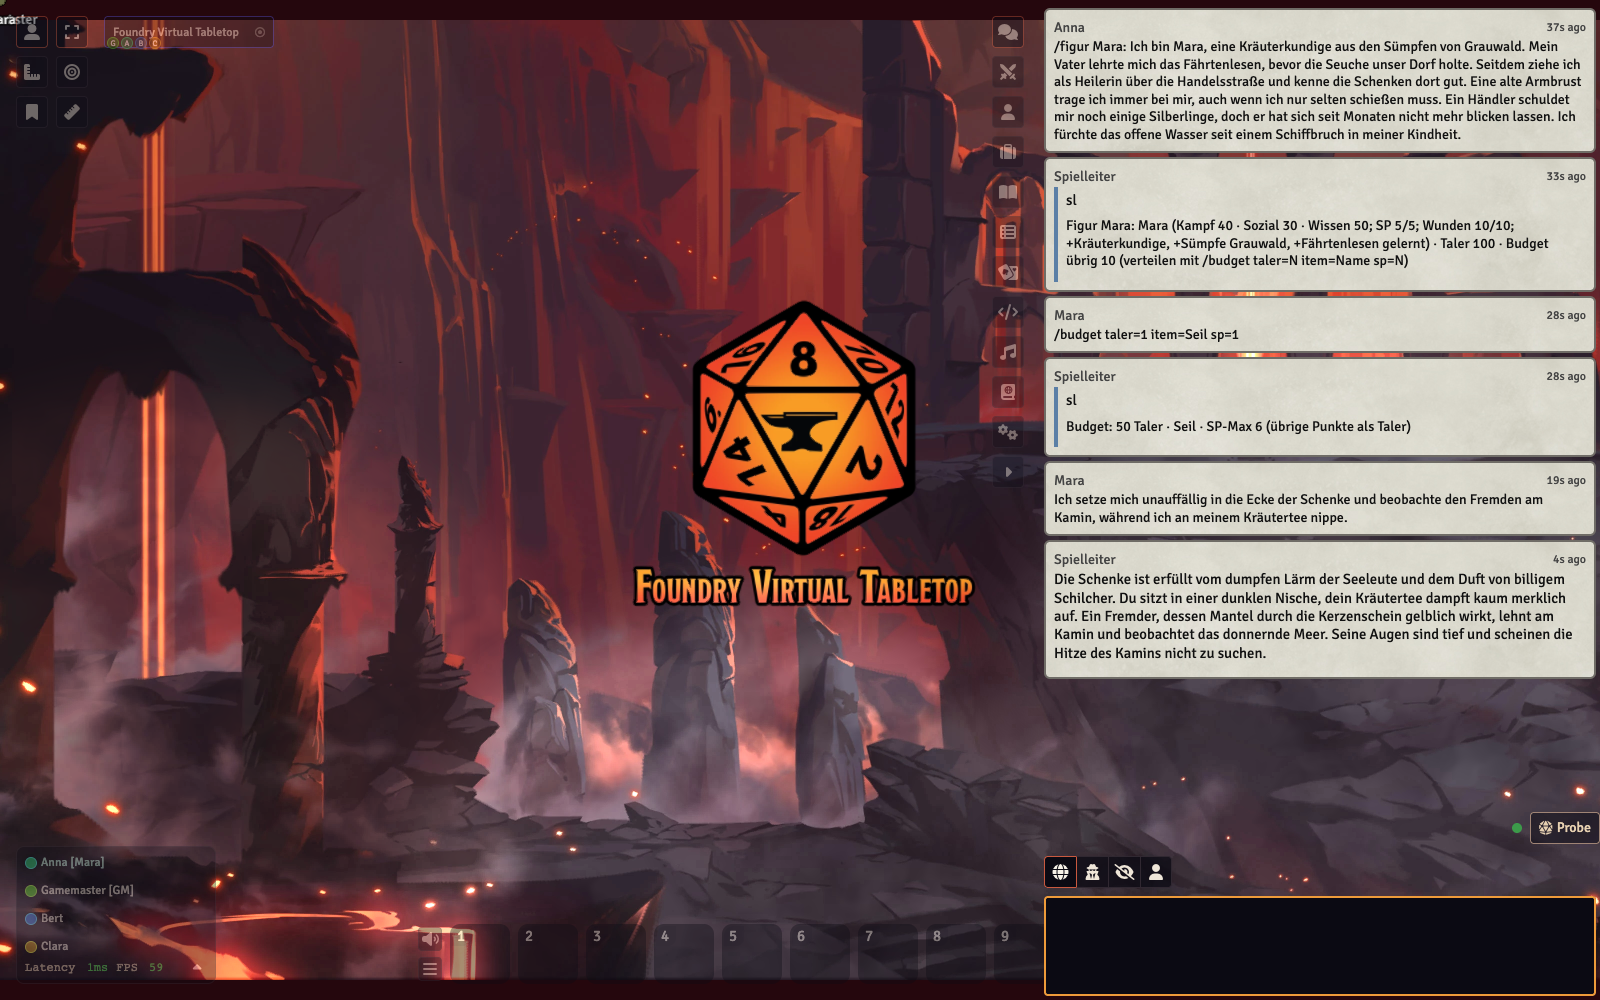 Foundry Virtual Tabletop
G A B C
8
14
2
18
Foundry Virtual Tabletop
Anna 37s ago
/figur Mara: Ich bin Mara, eine Kräuterkundige aus den Sümpfen von Grauwald. Mein
Vater lehrte mich das Fährtenlesen, bevor die Seuche unser Dorf holte. Seitdem ziehe ich
als Heilerin über die Handelsstraße und kenne die Schenken dort gut. Eine alte Armbrust
trage ich immer bei mir, auch wenn ich nur selten schießen muss. Ein Händler schuldet
mir noch einige Silberlinge, doch er hat sich seit Monaten nicht mehr blicken lassen. Ich
fürchte das offene Wasser seit einem Schiffbruch in meiner Kindheit.
Spielleiter 33s ago
sl
Figur Mara: Mara (Kampf 40 · Sozial 30 · Wissen 50; SP 5/5; Wunden 10/10;
+Kräuterkundige, +Sümpfe Grauwald, +Fährtenlesen gelernt) · Taler 100 · Budget
übrig 10 (verteilen mit /budget taler=N item=Name sp=N)
Mara 28s ago
/budget taler=1 item=Seil sp=1
Spielleiter 28s ago
sl
Budget: 50 Taler · Seil · SP-Max 6 (übrige Punkte als Taler)
Mara 19s ago
Ich setze mich unauffällig in die Ecke der Schenke und beobachte den Fremden am
Kamin, während ich an meinem Kräutertee nippe.
Spielleiter 4s ago
Die Schenke ist erfüllt vom dumpfen Lärm der Seeleute und dem Duft von billigem
Schilcher. Du sitzt in einer dunklen Nische, dein Kräutertee dampft kaum merklich
auf. Ein Fremder, dessen Mantel durch die Kerzenschein gelblich wirkt, lehnt am
Kamin und beobachtet das donnernde Meer. Seine Augen sind tief und scheinen die
Hitze des Kamins nicht zu suchen.
Probe
Anna [Mara]
Gamemaster [GM]
Bert
Clara
Latency 1ms FPS 59
1 2 3 4 5 6 7 8 9